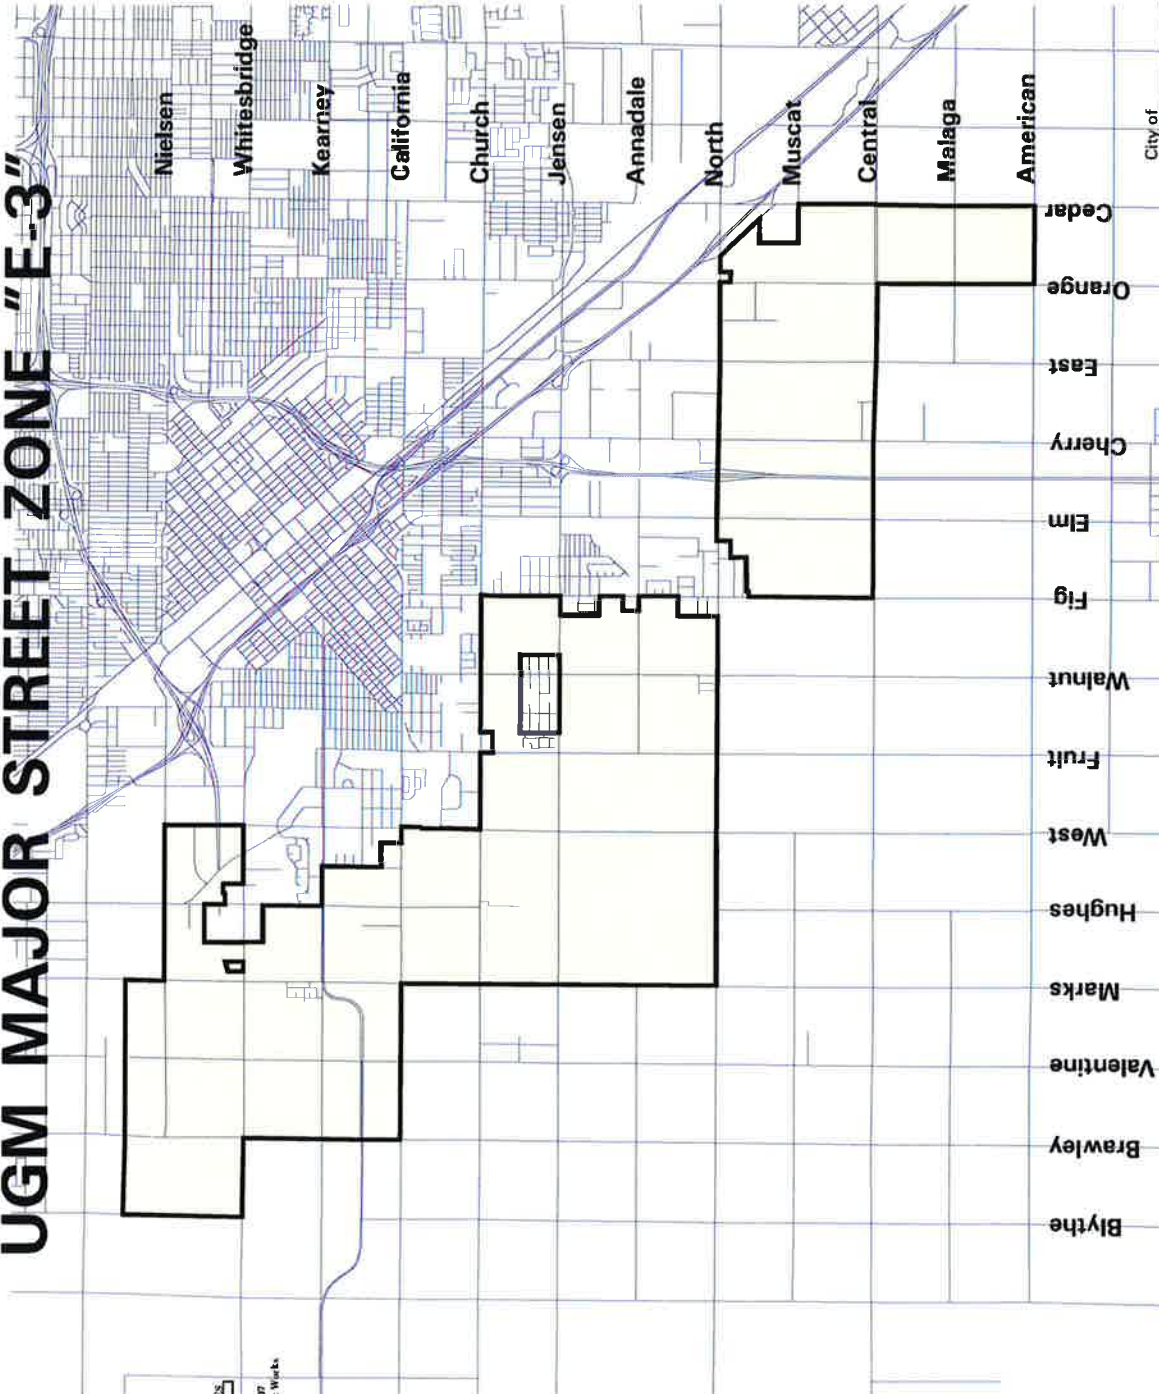 UGM MAJOR STREET ZONE "E-3"
Nielsen
Whitesbridge
Kearney
California
Church
Jensen
Annadale
North
Muscat
Central
Malaga
American
Cedar
Orange
East
Cherry
Elm
Fig
Walnut
Fruit
West
Hughes
Marks
Valentine
Brawley
Blythe
City of
Works